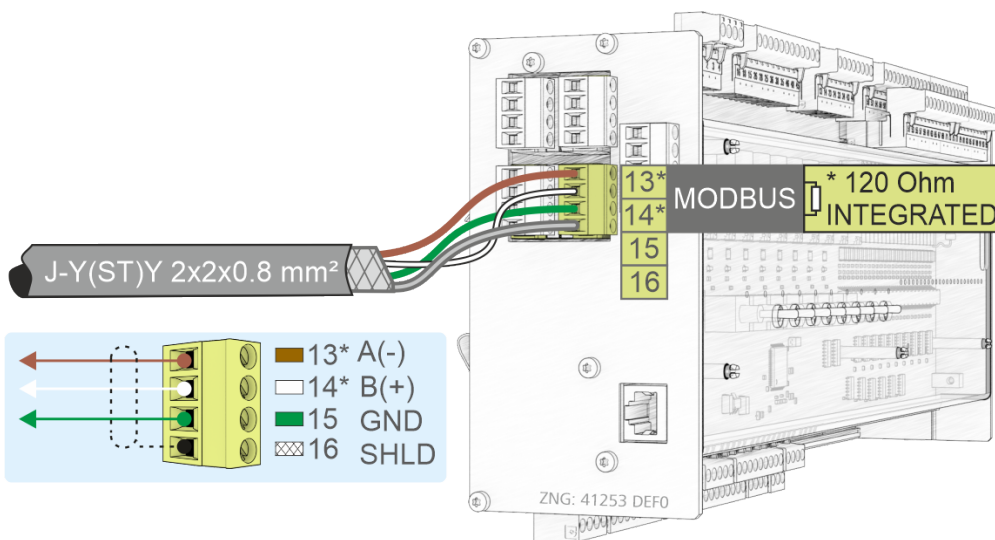 13*
14*
15
16
MODBUS
* 120 Ohm
INTEGRATED
J-Y(ST)Y 2x2x0.8 mm²
13* A(-)
14* B(+)
15 GND
16 SHLD
ZNG: 41253 DEF0